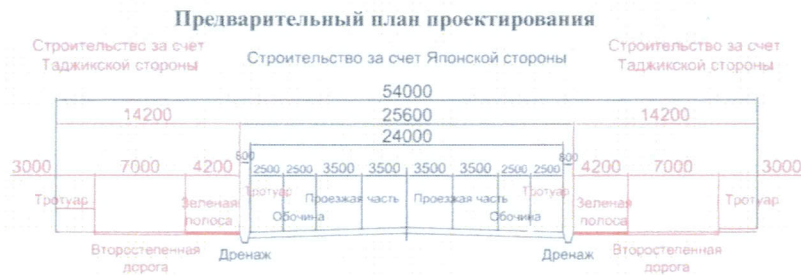 Предварительный план проектирования
Строительство за счет
Таджикской стороны
Строительство за счет Японской стороны
Строительство за счет
Таджикской стороны
54000
14200 25600 14200
24000
800 800
3000 7000 4200 2500 2500 3500 3500 3500 3500 2500 2500 4200 7000 3000
Тротуар Зеленая полоса Тротуар Проезжая часть Проезжая часть Тротуар Зеленая полоса Тротуар
Обочина Обочина
Второстепенная
дорога
Дренаж Дренаж
Второстепенная
дорога